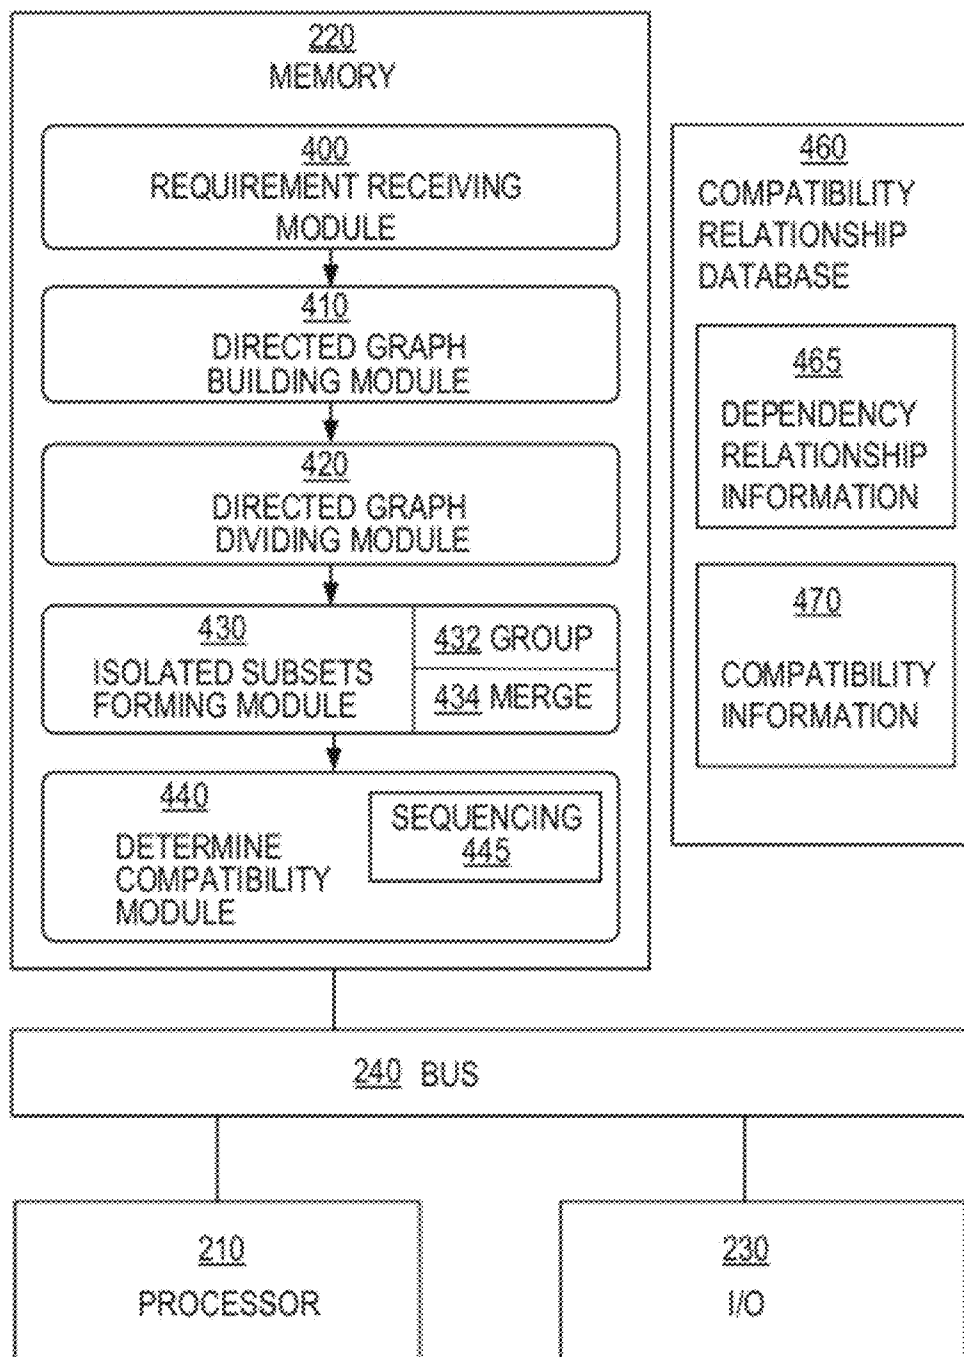 220
MEMORY
400
REQUIREMENT RECEIVING
MODULE
410
DIRECTED GRAPH
BUILDING MODULE
420
DIRECTED GRAPH
DIVIDING MODULE
430
ISOLATED SUBSETS
FORMING MODULE
432 GROUP
434 MERGE
440
DETERMINE
COMPATIBILITY
MODULE
SEQUENCING
445
460
COMPATIBILITY
RELATIONSHIP
DATABASE
465
DEPENDENCY
RELATIONSHIP
INFORMATION
470
COMPATIBILITY
INFORMATION
240 BUS
210
PROCESSOR
230
I/O